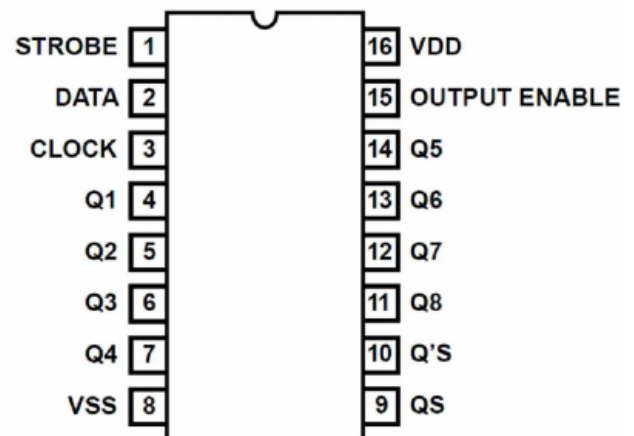 STROBE 1 16 VDD
DATA 2 15 OUTPUT ENABLE
CLOCK 3 14 Q5
Q1 4 13 Q6
Q2 5 12 Q7
Q3 6 11 Q8
Q4 7 10 Q’S
VSS 8 9 QS